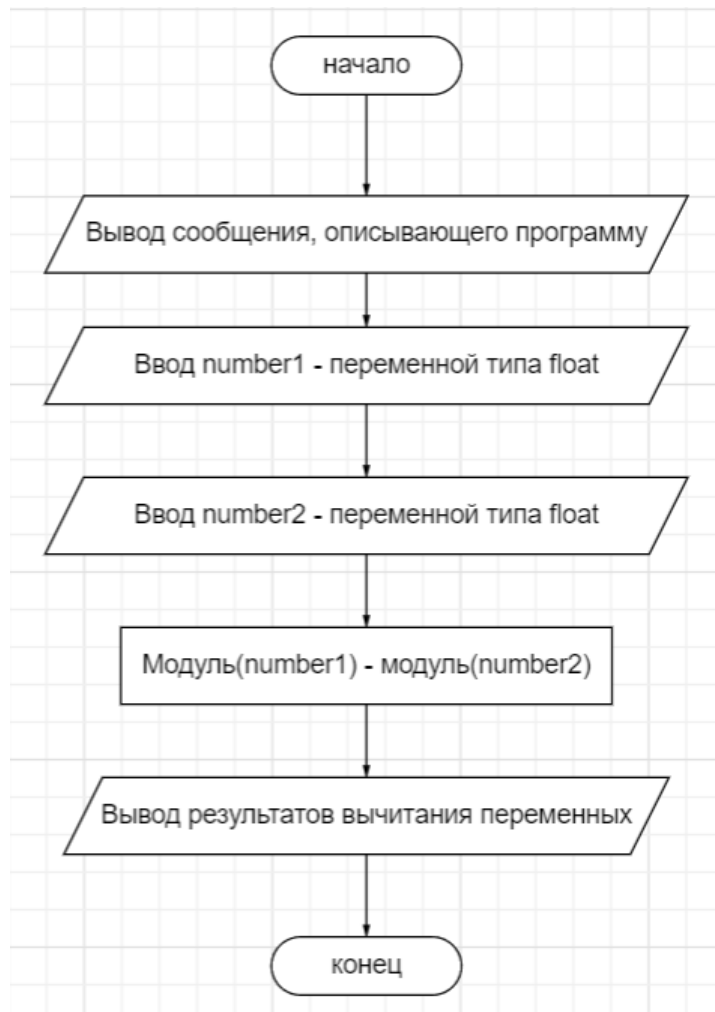 начало
Вывод сообщения, описывающего программу
Ввод number1 - переменной типа float
Ввод number2 - переменной типа float
Модуль(number1) - модуль(number2)
Вывод результатов вычитания переменных
конец